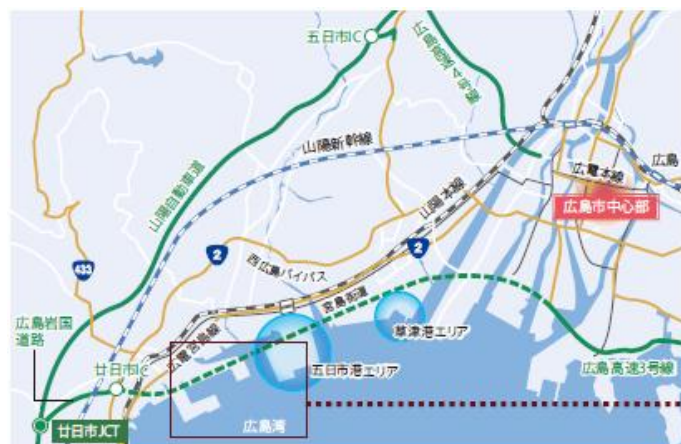 五日市IC
広島高速4号線
山陽自動車道
山陽新幹線
山陽本線
広電本線
広島
広島市中心部
433
2
西広島バイパス
2
宮島街道
広島岩国
道路
広電宮島線
草津港エリア
五日市港エリア
廿日市IC
広島高速3号線
廿日市JCT
広島湾